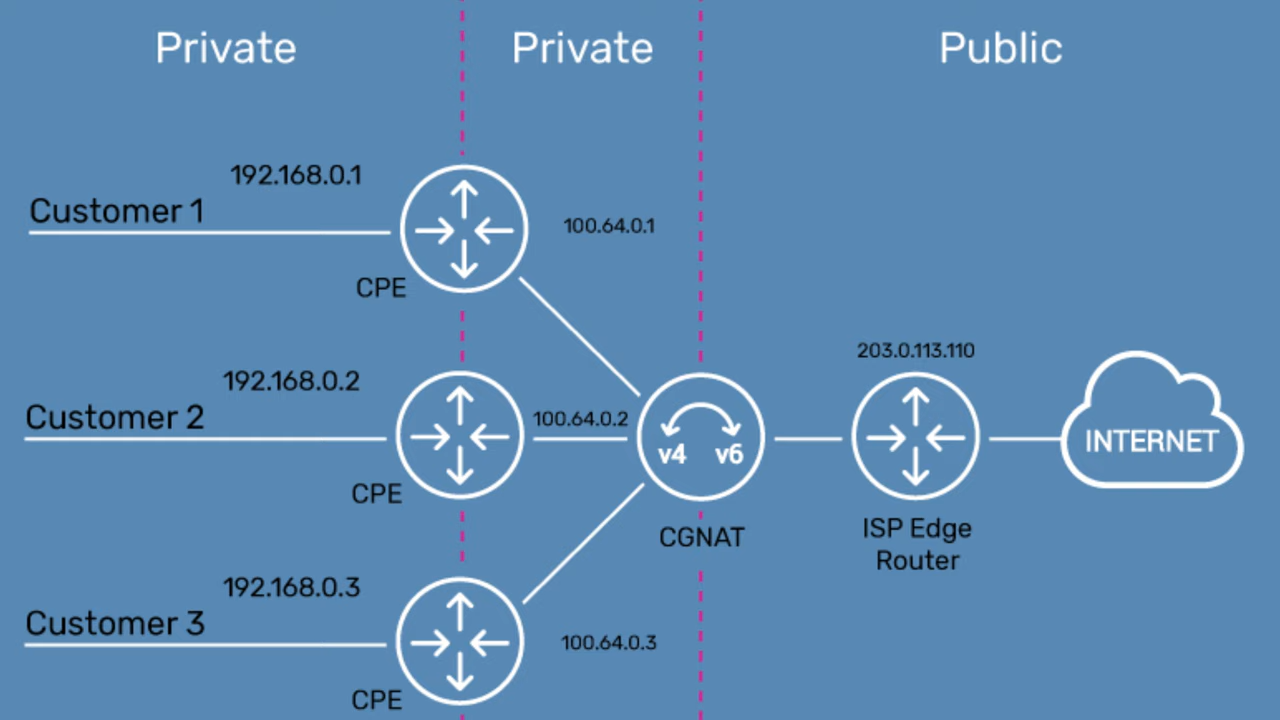 Private
Private
Public
192.168.0.1
Customer 1
100.64.0.1
CPE
203.0.113.110
192.168.0.2
Customer 2
100.64.0.2
v4 v6
INTERNET
CPE
CGNAT
ISP Edge
Router
192.168.0.3
Customer 3
100.64.0.3
CPE